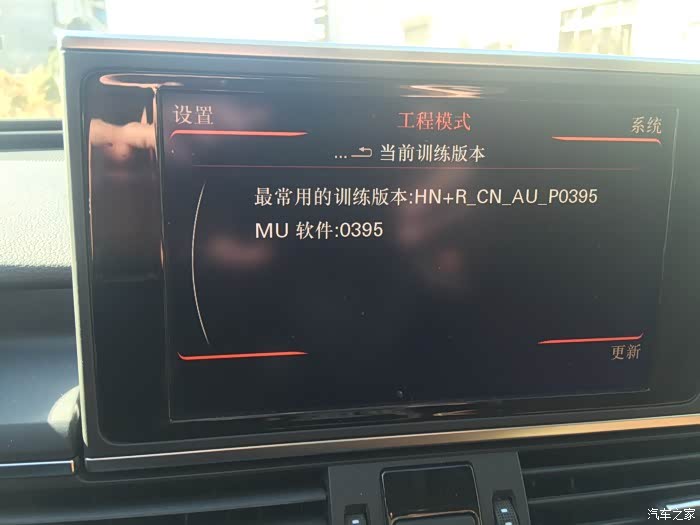 设置
工程模式
系统
... 当前训练版本
最常用的训练版本:HN+R_CN_AU_P0395
MU 软件:0395
更新
汽车之家